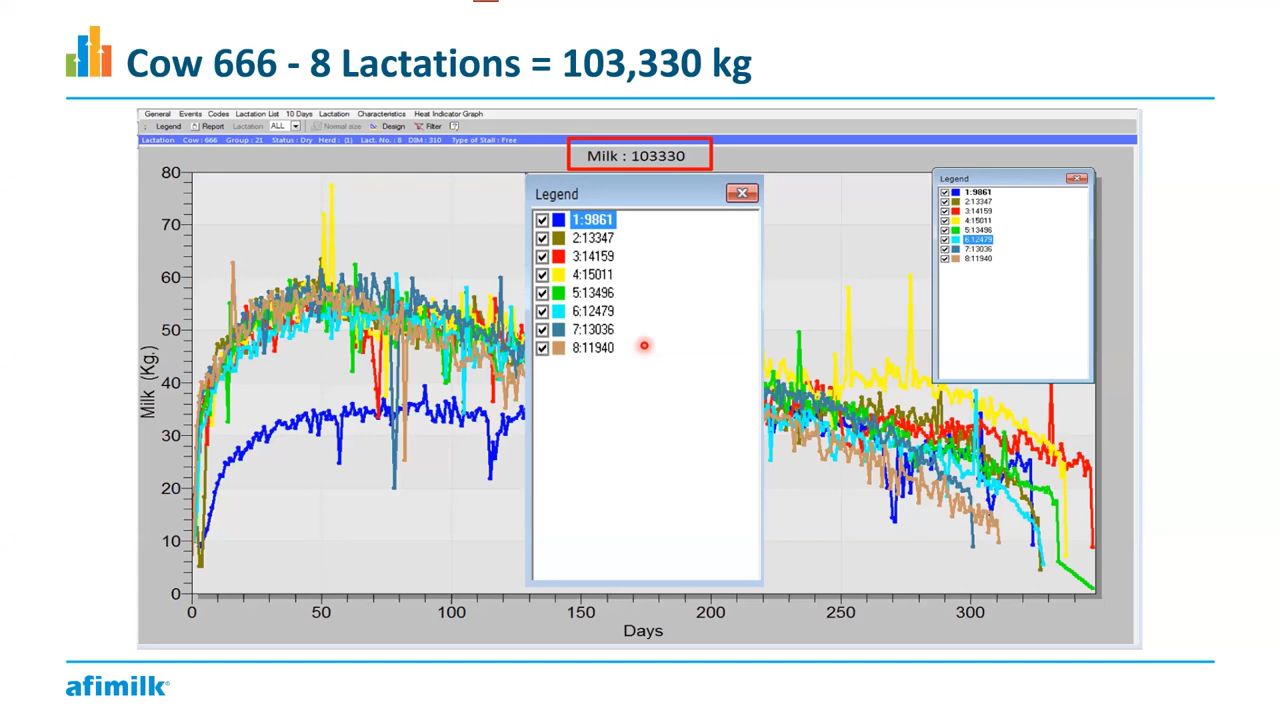 Cow 666 - 8 Lactations = 103,330 kg
General Events Codes Lactation List 10 Days Lactation Characteristics Heat Indicator Graph
Legend Report Lactation ALL Normal size Design Filter
Lactation Cow : 666 Group : 21 Status : Dry Herd : (1) Lact. No. : 8 DIM : 310 Type of Stall : Free
Milk : 103330
Legend
1:9861
2:13347
3:14159
4:15011
5:13496
6:12479
7:13036
8:11940
Legend
1:9861
2:13347
3:14159
4:15011
5:13496
6:12479
7:13036
8:11940
Milk (Kg.)
80
70
60
50
40
30
20
10
0
0 50 100 150 200 250 300
Days
afimilk